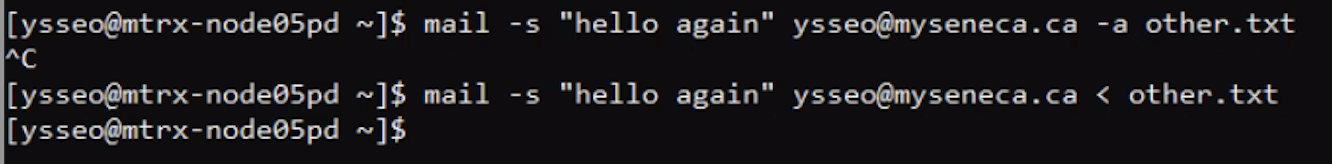 [ysseo@mtrx-node05pd ~]$ mail -s "hello again" ysseo@myseneca.ca -a other.txt
^C
[ysseo@mtrx-node05pd ~]$ mail -s "hello again" ysseo@myseneca.ca < other.txt
[ysseo@mtrx-node05pd ~]$